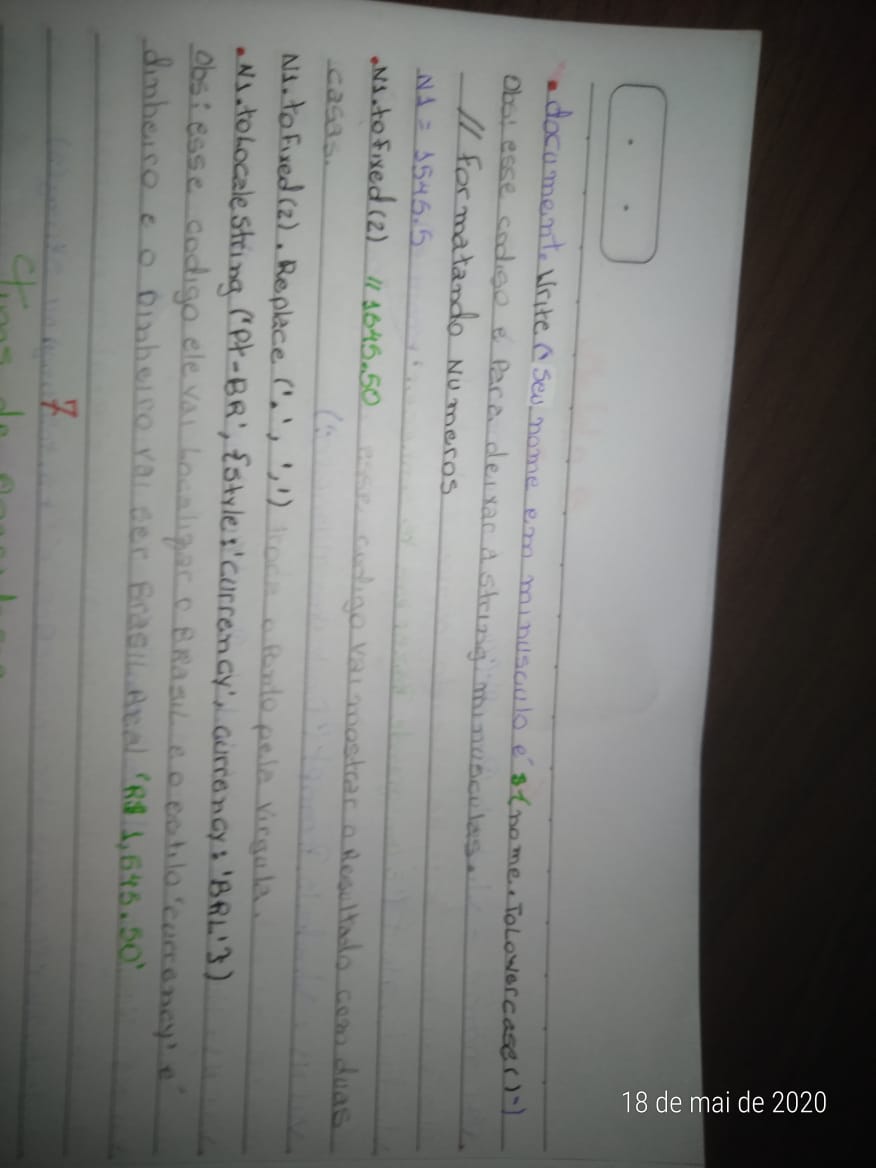 .document.write(`seu nome em minusculo é ${nome.ToLowercase()}`)
Obs: esse codigo é Para deixar A string minusculas.
// Formatando Numeros
N1 = 1545.5
.N1.toFixed(2) // 1545.50 esse codigo vai mostrar o Resultado com duas
casas.
N1.toFixed(2).Replace('.', ',') troca o Ponto pela virgula.
.N1.toLocaleString('Pt-BR', {style:'currency', currency:'BRL'})
Obs: esse codigo ele vai Localizar o BRASIL e o estilo 'currency' é
dinheiro e o Dinheiro vai ser BrasiL Real 'R$ 1,545.50'
7
18 de mai de 2020